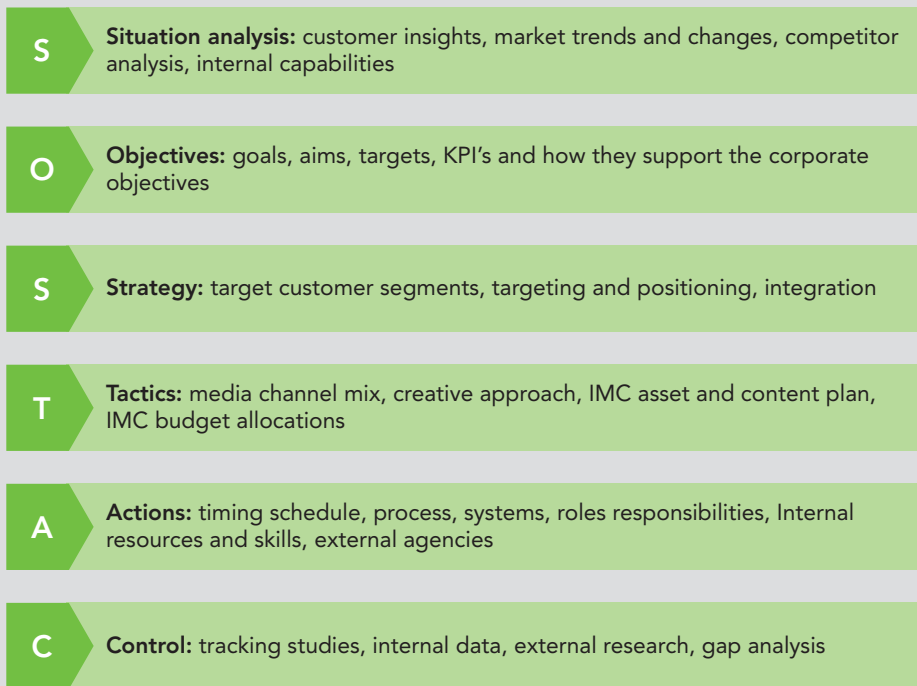 S
Situation analysis: customer insights, market trends and changes, competitor
analysis, internal capabilities
O
Objectives: goals, aims, targets, KPI's and how they support the corporate
objectives
S
Strategy: target customer segments, targeting and positioning, integration
T
Tactics: media channel mix, creative approach, IMC asset and content plan,
IMC budget allocations
A
Actions: timing schedule, process, systems, roles responsibilities, Internal
resources and skills, external agencies
C
Control: tracking studies, internal data, external research, gap analysis